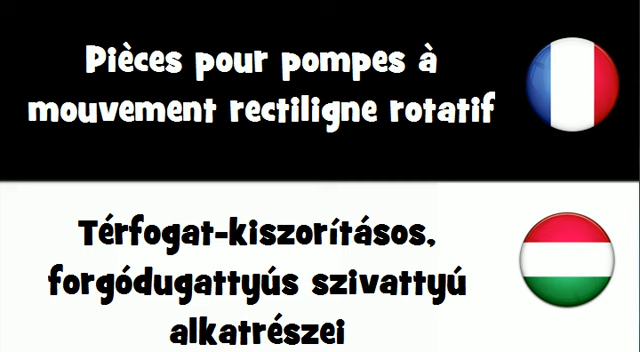 Pièces pour pompes à
mouvement rectiligne rotatif
Térfogat-kiszorításos,
forgódugattyús szivattyú
alkatrészei